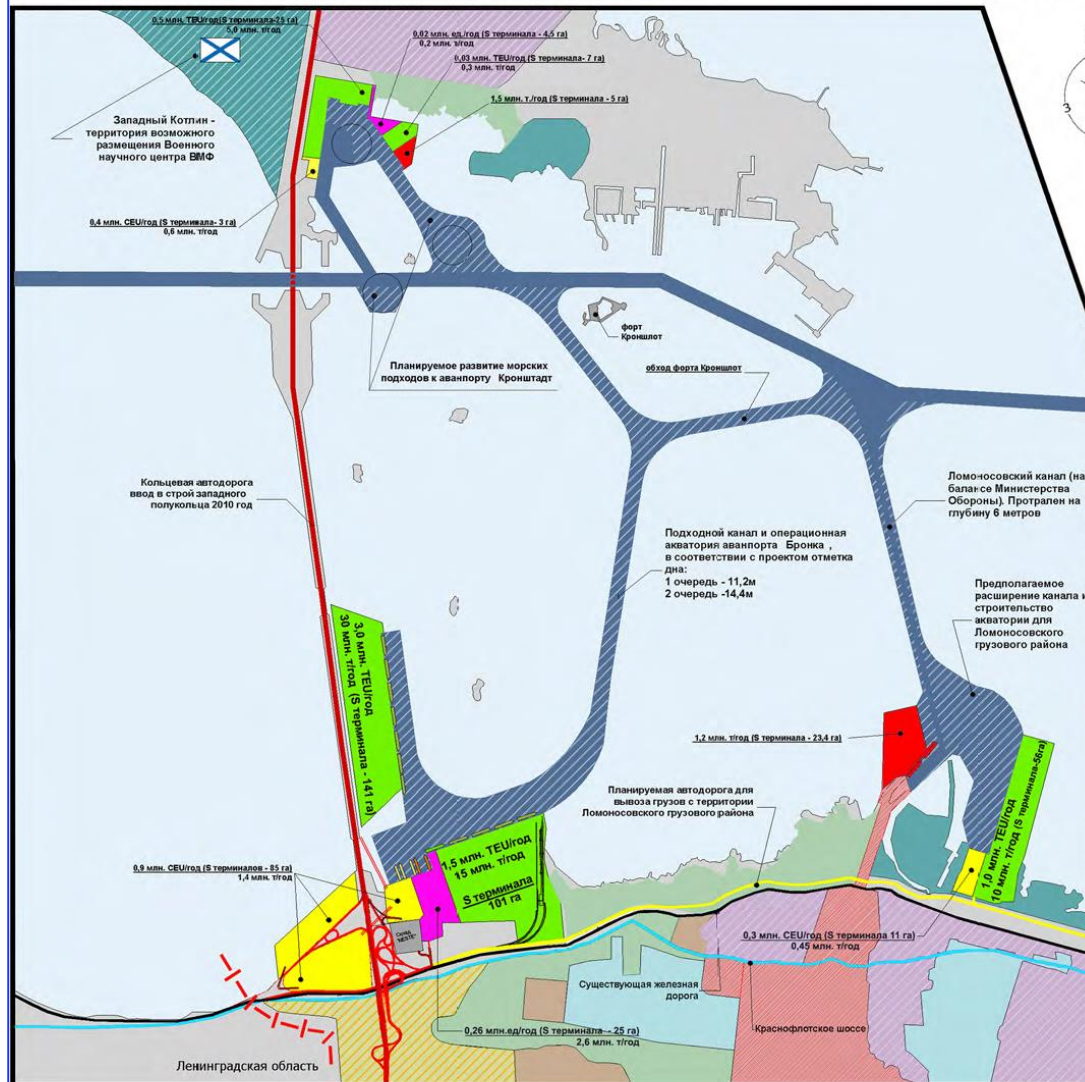 0,5 млн. TEU/год(S терминала-25 га)
5,0 млн. т/год
0,02 млн. ед./год (S терминала - 4,5 га)
0,2 млн. т/год
0,03 млн. TEU/год (S терминала- 7 га)
0,3 млн. т/год
1,5 млн. т./год (S терминала - 5 га)
З
Западный Котлин -
территория возможного
размещения Военного
научного центра ВМФ
0,4 млн. CEU/год (S терминала- 3 га)
0,6 млн. т/год
форт
Кроншлот
Планируемое развитие морских
подходов к аванпорту Кронштадт
обход форта Кроншлот
Кольцевая автодорога
ввод в строй западного
полукольца 2010 год
Ломоносовский канал (на
балансе Министерства
Обороны). Протрален на
глубину 6 метров
Подходной канал и операционная
акватория аванпорта Бронка ,
в соответствии с проектом отметка
дна:
1 очередь - 11,2м
2 очередь -14,4м
Предполагаемое
расширение канала и
строительство
акватории для
Ломоносовского
грузового района
3,0 млн. TEU/год
30 млн. т/год (S терминала - 141 га)
1,2 млн. т/год (S терминала - 23,4 га)
Планируемая автодорога для
вывоза грузов с территории
Ломоносовского грузового района
1,0 млн. TEU/год
10 млн. т/год (S терминала-56га)
1,5 млн. TEU/год
15 млн. т/год
S терминала
101 га
0,9 млн. CEU/год (S терминалов - 85 га)
1,4 млн. т/год
Склад
"NESTE"
0,3 млн. CEU/год (S терминала 11 га)
0,45 млн. т/год
Существующая железная
дорога
0,26 млн.ед/год (S терминала - 25 га)
2,6 млн. т/год
Краснофлотское шоссе
Ленинградская область